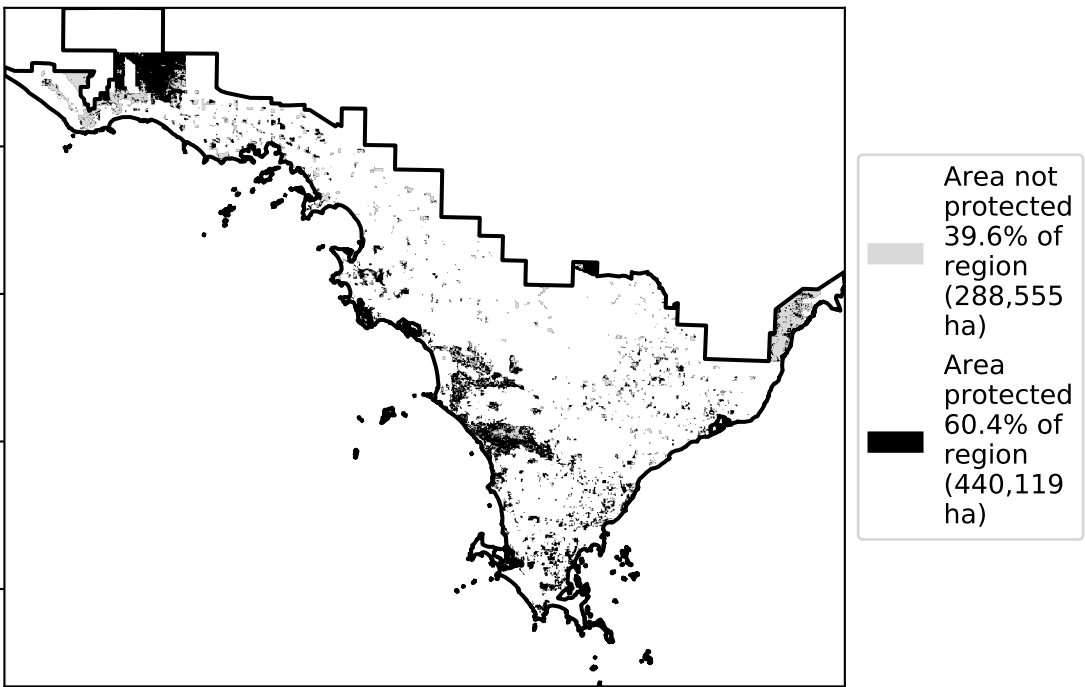 Area not
protected
39.6% of
region
(288,555
ha)
Area
protected
60.4% of
region
(440,119
ha)